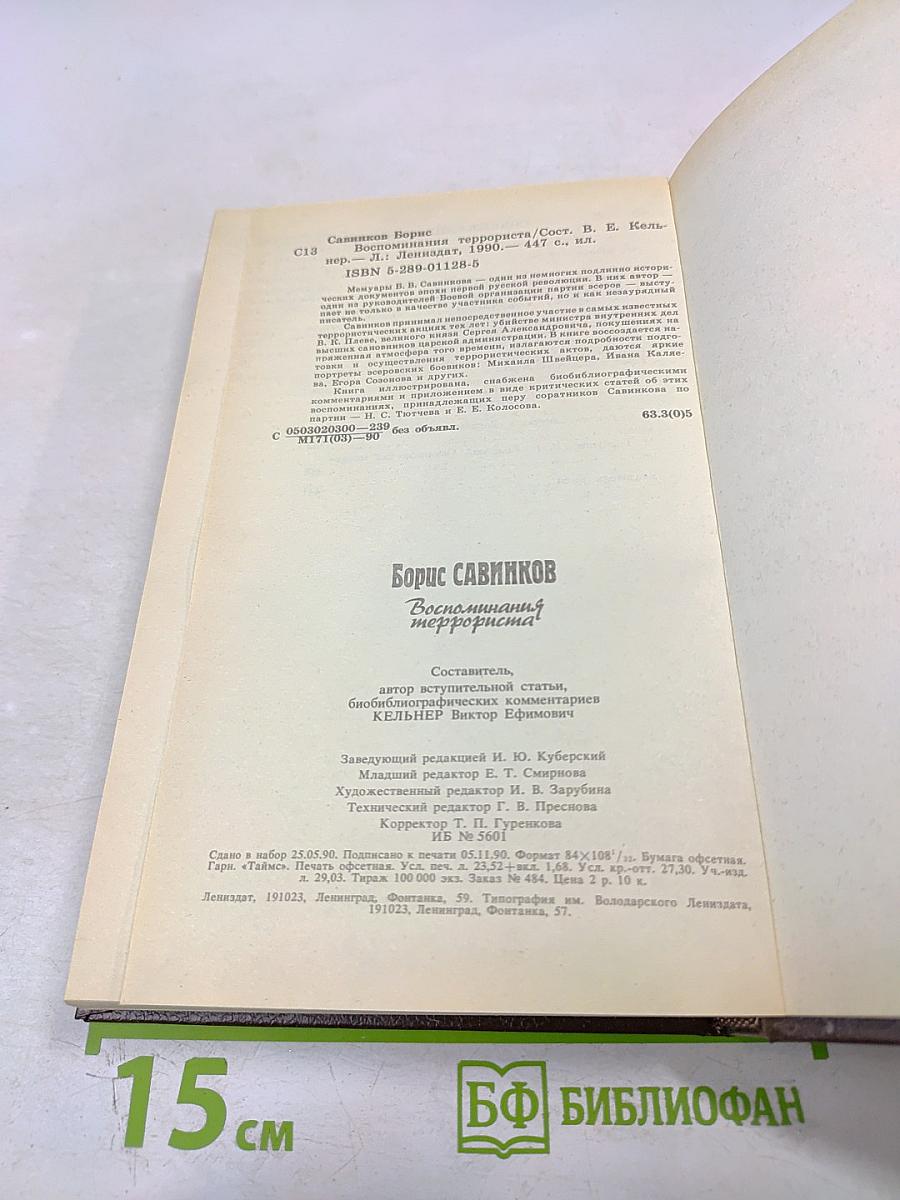 Савинков Борис
С13 Воспоминания террориста/Сост. В. Е. Кель-
нер.— Л.: Лениздат, 1990.— 447 с., ил.
ISBN 5-289-01128-5
Мемуары Б. В. Савинкова — один из немногих подлинно истори-
ческих документов эпохи первой русской революции. В них автор —
один из руководителей Боевой организации партии эсеров — высту-
пает не только в качестве участника событий, но и как незаурядный
писатель.
Савинков принимал непосредственное участие в самых известных
террористических акциях тех лет: убийстве министра внутренних дел
В. К. Плеве, великого князя Сергея Александровича, покушениях на
высших сановников царской администрации. В книге воссоздается на-
пряженная атмосфера того времени, излагаются подробности подго-
товки и осуществления террористических актов, даются яркие
портреты эсеровских боевиков: Михаила Швейцера, Ивана Каляе-
ва, Егора Созонова и других.
Книга иллюстрирована, снабжена биобиблиографическими
комментариями и приложением в виде критических статей об этих
воспоминаниях, принадлежащих перу соратников Савинкова по
партии — Н. С. Тютчева и Е. Е. Колосова.
С 0503020300—239 без объявл. 63.3(0)5
М171(03)—90
Борис САВИНКОВ
Воспоминания
террориста
Составитель,
автор вступительной статьи,
биобиблиографических комментариев
КЕЛЬНЕР Виктор Ефимович
Заведующий редакцией И. Ю. Куберский
Младший редактор Е. Т. Смирнова
Художественный редактор И. В. Зарубина
Технический редактор Г. В. Преснова
Корректор Т. П. Гуренкова
ИБ № 5601
Сдано в набор 25.05.90. Подписано к печати 05.11.90. Формат 84×108¹/₃₂. Бумага офсетная.
Гарн. «Таймс». Печать офсетная. Усл. печ. л. 23,52+вкл. 1,68. Усл. кр.-отт. 27,30. Уч.-изд.
л. 29,03. Тираж 100 000 экз. Заказ № 484. Цена 2 р. 10 к.
Лениздат, 191023, Ленинград, Фонтанка, 59. Типография им. Володарского Лениздата,
191023, Ленинград, Фонтанка, 57.
15 см
БФ БИБЛИОФАН